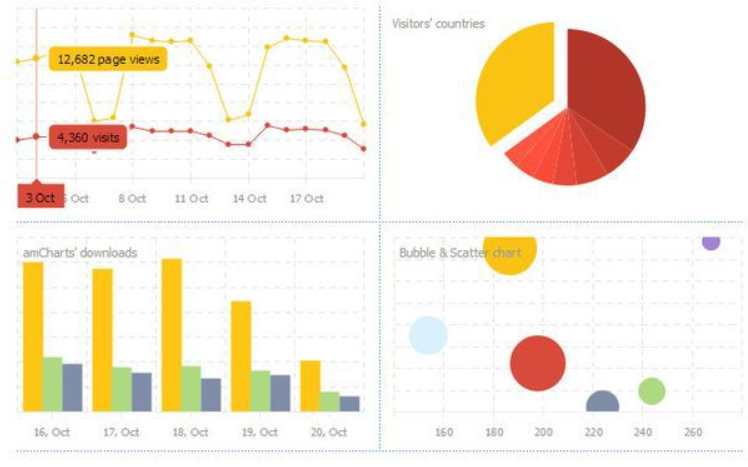 12,682 page views
4,360 visits
3 Oct
5 Oct
8 Oct
11 Oct
14 Oct
17 Oct
Visitors' countries
amCharts' downloads
16, Oct
17, Oct
18, Oct
19, Oct
20, Oct
Bubble & Scatter chart
160
180
200
220
240
260